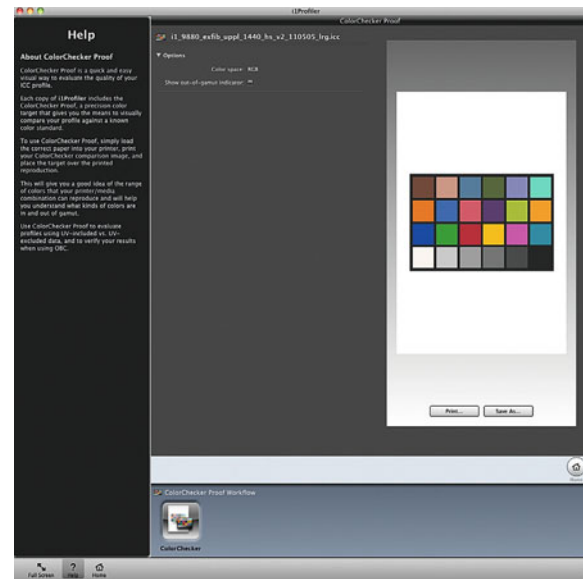 i1Profiler
Help
ColorChecker Proof
About ColorChecker Proof
ColorChecker Proof is a quick and easy
visual way to evaluate the quality of your
ICC profile.
Each copy of i1Profiler includes the
ColorChecker Proof, a precision color
target that gives you the means to visually
compare your profile against a known
color standard.
To use ColorChecker Proof, simply load
the correct paper into your printer, print
your ColorChecker comparison image, and
place the target over the printed
reproduction.
This will give you a good idea of the range
of colors that your printer/media
combination can reproduce and will help
you understand what kinds of colors are
in and out of gamut.
Use ColorChecker Proof to evaluate
profiles using UV-included vs. UV-
excluded data, and to verify your results
when using OBC.
i1_9880_exfib_suppl_1440_hs_v2_110505_lrg.icc
Options
Color space: RGB
Show out-of-gamut indicator:
Print...
Save As...
Home
ColorChecker Proof Workflow
ColorChecker
Full Screen
? Help
Home